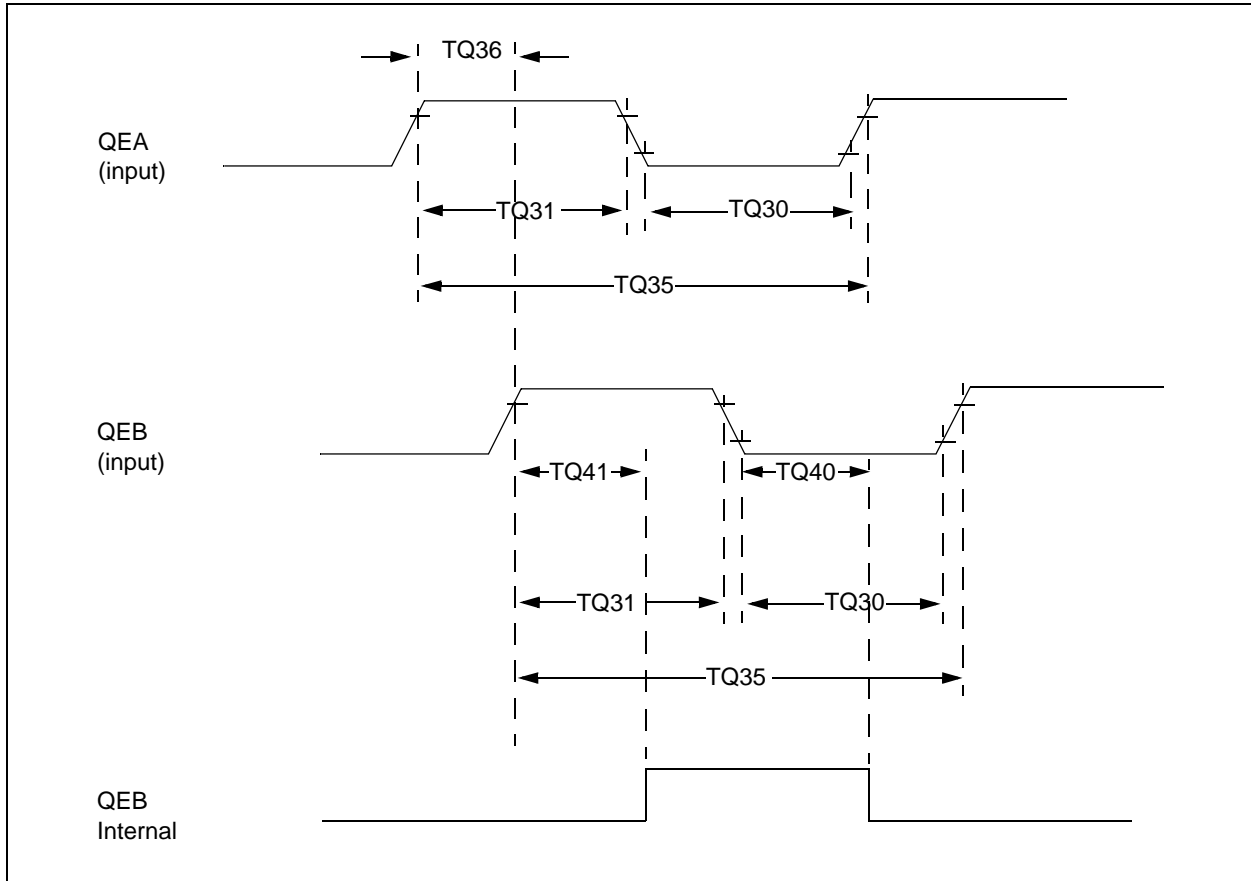 TQ36
QEA
(input)
TQ31
TQ30
TQ35
QEB
(input)
TQ41
TQ40
TQ31
TQ30
TQ35
QEB
Internal